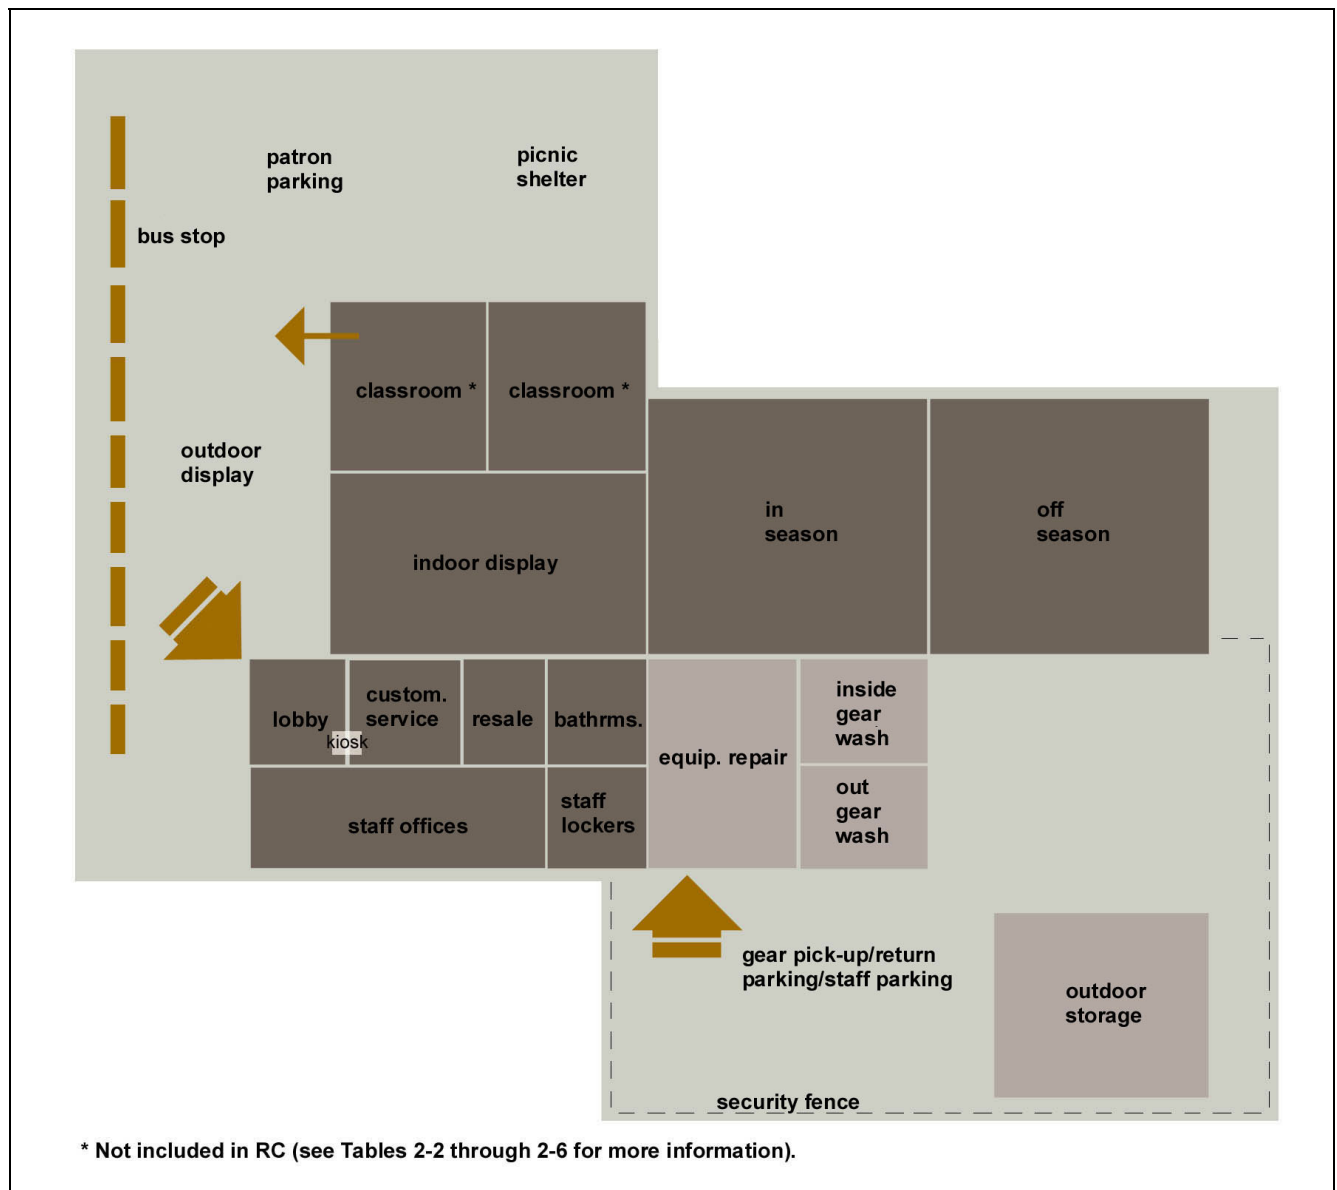 patron
parking
picnic
shelter
bus stop
classroom *
classroom *
outdoor
display
in
season
off
season
indoor display
lobby
custom.
service
kiosk
resale
bathrms.
equip. repair
inside
gear
wash
out
gear
wash
staff offices
staff
lockers
gear pick-up/return
parking/staff parking
outdoor
storage
security fence
* Not included in RC (see Tables 2-2 through 2-6 for more information).